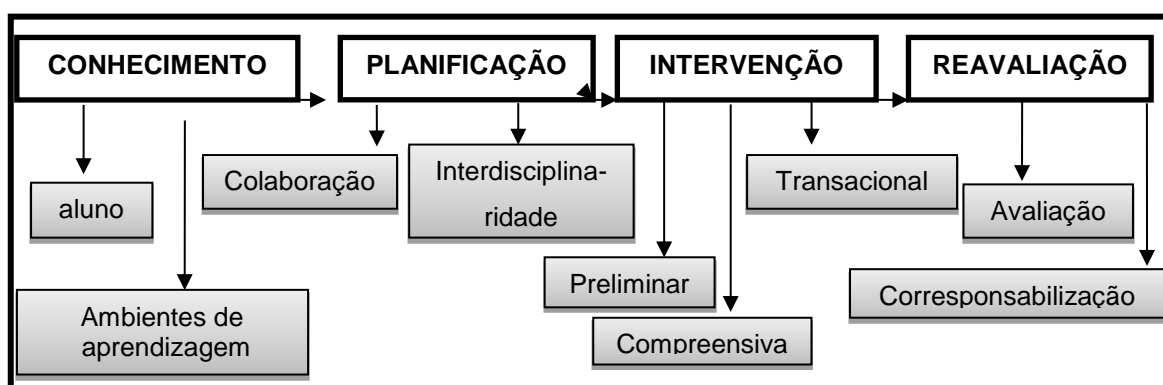 CONHECIMENTO
PLANIFICAÇÃO
INTERVENÇÃO
REAVALIAÇÃO
aluno
Ambientes de
aprendizagem
Colaboração
Interdisciplina-
ridade
Preliminar
Compreensiva
Transacional
Avaliação
Corresponsabilização